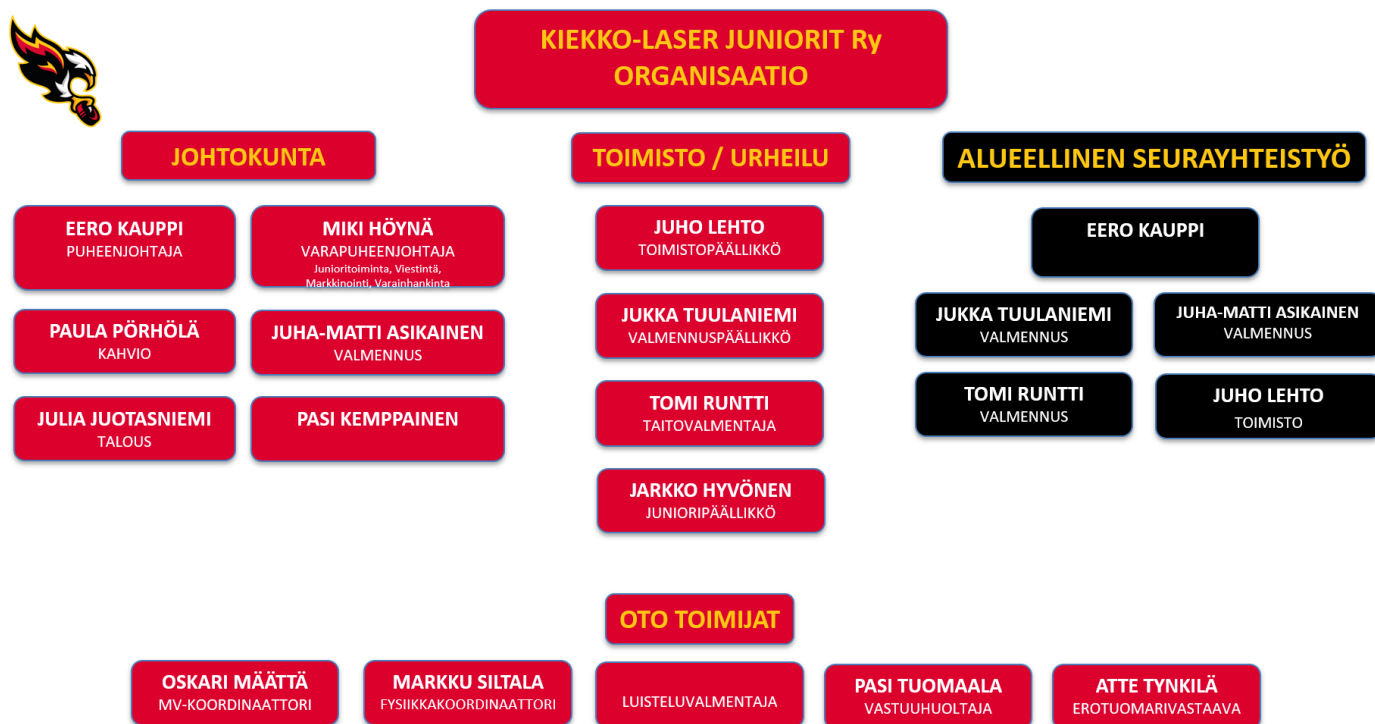 KIEKKO-LASER JUNIORIT Ry
ORGANISAATIO
JOHTOKUNTA
EERO KAUPPI
PUHEENJOHTAJA
MIKI HÖYNÄ
VARAPUHEENJOHTAJA
Junioritoiminta, Viestintä,
Markkinointi, Varainhankinta
PAULA PÖRHÖLÄ
KAHVIO
JUHA-MATTI ASIKAINEN
VALMENNUS
JULIA JUOTASNIEMI
TALOUS
PASI KEMPPAINEN
TOIMISTO / URHEILU
JUHO LEHTO
TOIMISTOPÄÄLLIKKÖ
JUKKA TUULANIEMI
VALMENNUSPÄÄLLIKKÖ
TOMI RUNTTI
TAITOVALMENTAJA
JARKKO HYVÖNEN
JUNIORIPÄÄLLIKKÖ
ALUEELLINEN SEURAYHTEISTYÖ
EERO KAUPPI
JUKKA TUULANIEMI
VALMENNUS
JUHA-MATTI ASIKAINEN
VALMENNUS
TOMI RUNTTI
VALMENNUS
JUHO LEHTO
TOIMISTO
OTO TOIMIJAT
OSKARI MÄÄTTÄ
MV-KOORDINAATTORI
MARKKU SILTALA
FYSIIKKAKOORDINAATTORI
LUISTELUVALMENTAJA
PASI TUOMAALA
VASTUUHUOLTAJA
ATTE TYNKILÄ
EROTUOMARIVASTAAVA